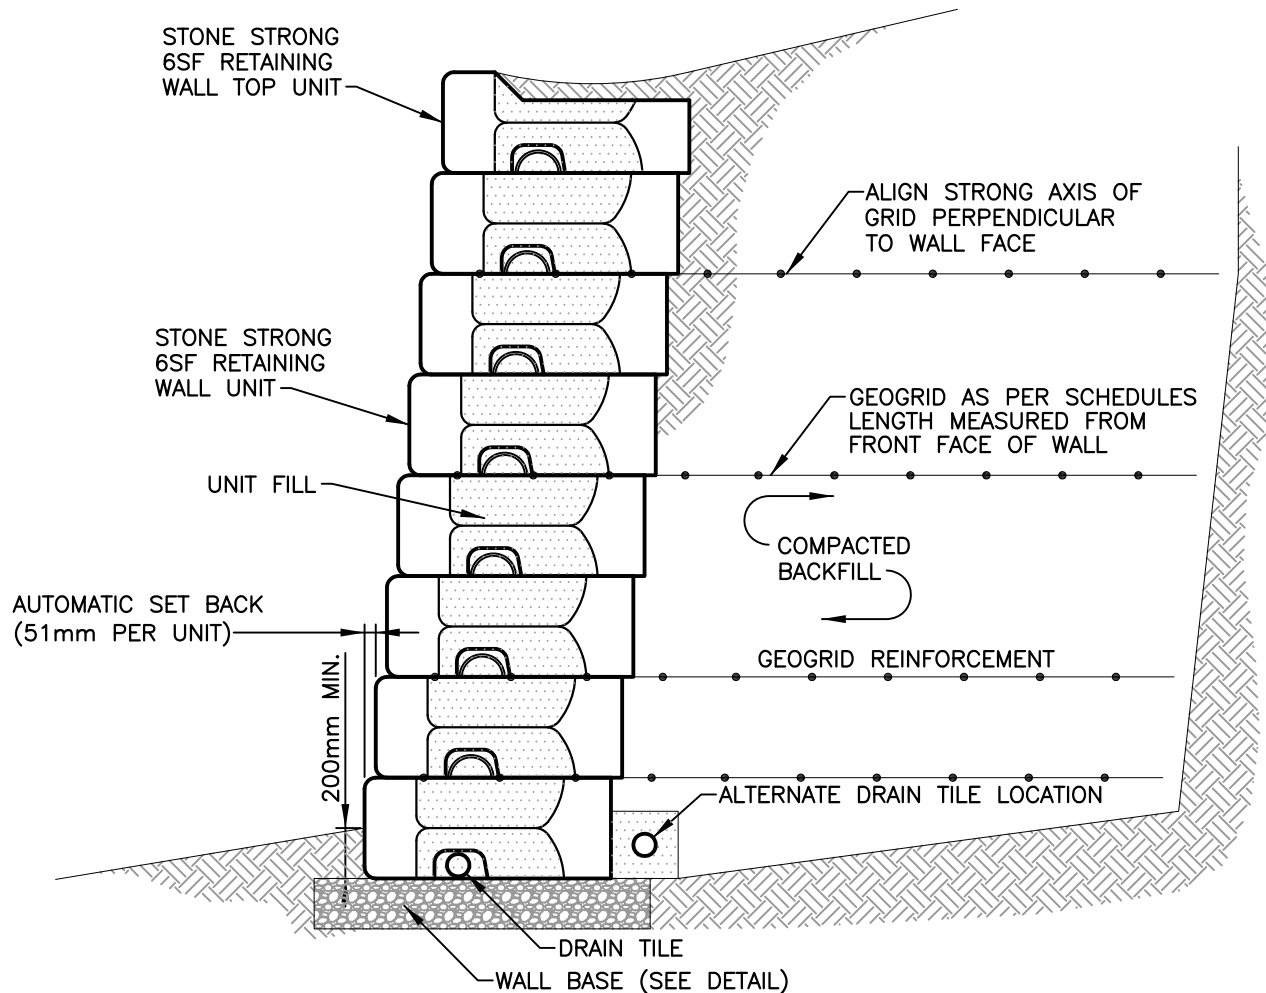 STONE STRONG
6SF RETAINING
WALL TOP UNIT
ALIGN STRONG AXIS OF
GRID PERPENDICULAR
TO WALL FACE
STONE STRONG
6SF RETAINING
WALL UNIT
GEOGRID AS PER SCHEDULES
LENGTH MEASURED FROM
FRONT FACE OF WALL
UNIT FILL
COMPACTED
BACKFILL
AUTOMATIC SET BACK
(51mm PER UNIT)
GEOGRID REINFORCEMENT
200mm MIN.
ALTERNATE DRAIN TILE LOCATION
DRAIN TILE
WALL BASE (SEE DETAIL)